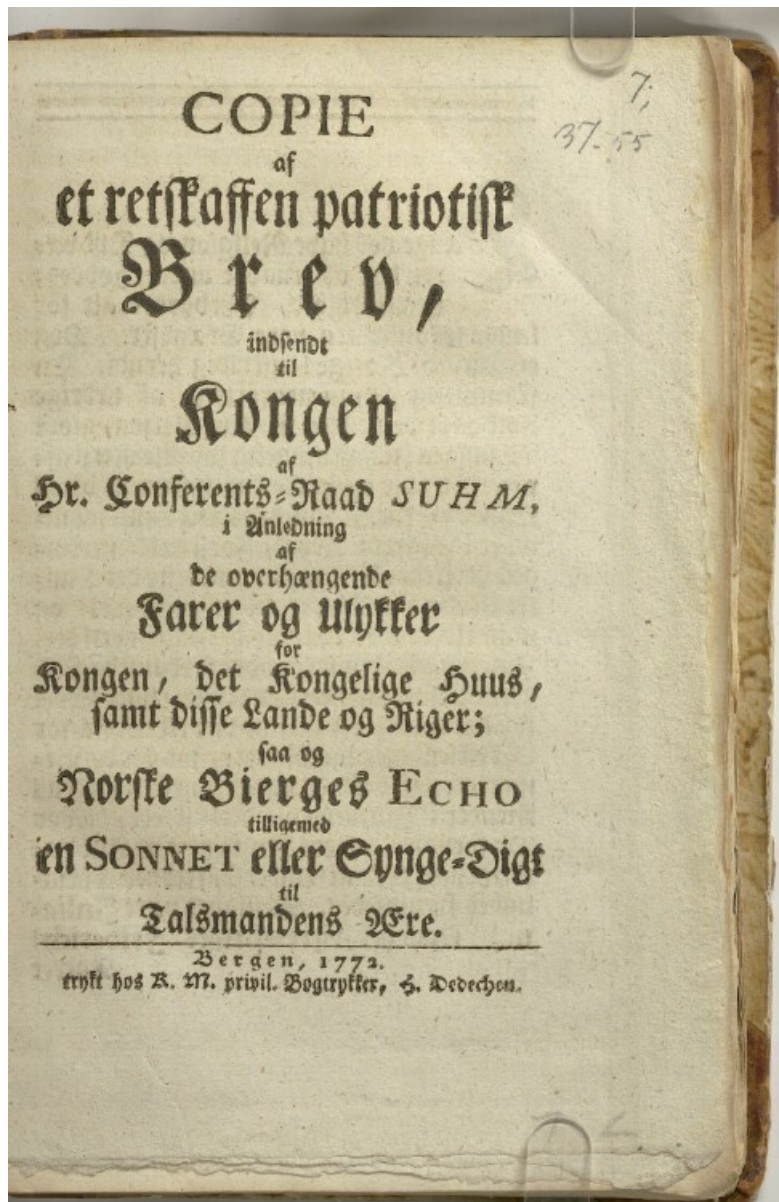 7,
37-55
COPIE
af
et retskaffen patriotisk
Brev,
indsendt
til
Kongen
af
Hr. Conferents-Raad SUHM,
i Anledning
af
de overhængende
Farer og Ulykker
for
Kongen, det Kongelige Huus,
samt disse Lande og Riger;
saa og
Norske Bierges ECHO
tilligemed
en SONNET eller Synge-Digt
til
Talsmandens Ære.
Bergen, 1772.
trykt hos K. M. privil. Bogtrykker, H. Dedechen.